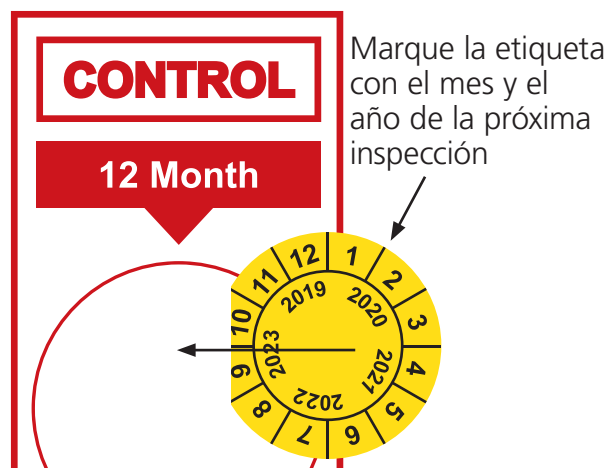 CONTROL
Marque la etiqueta
con el mes y el
año de la próxima
inspección
12 Month
1
2
3
4
5
6
7
8
9
10
11
12
2019
2020
2021
2022
2023